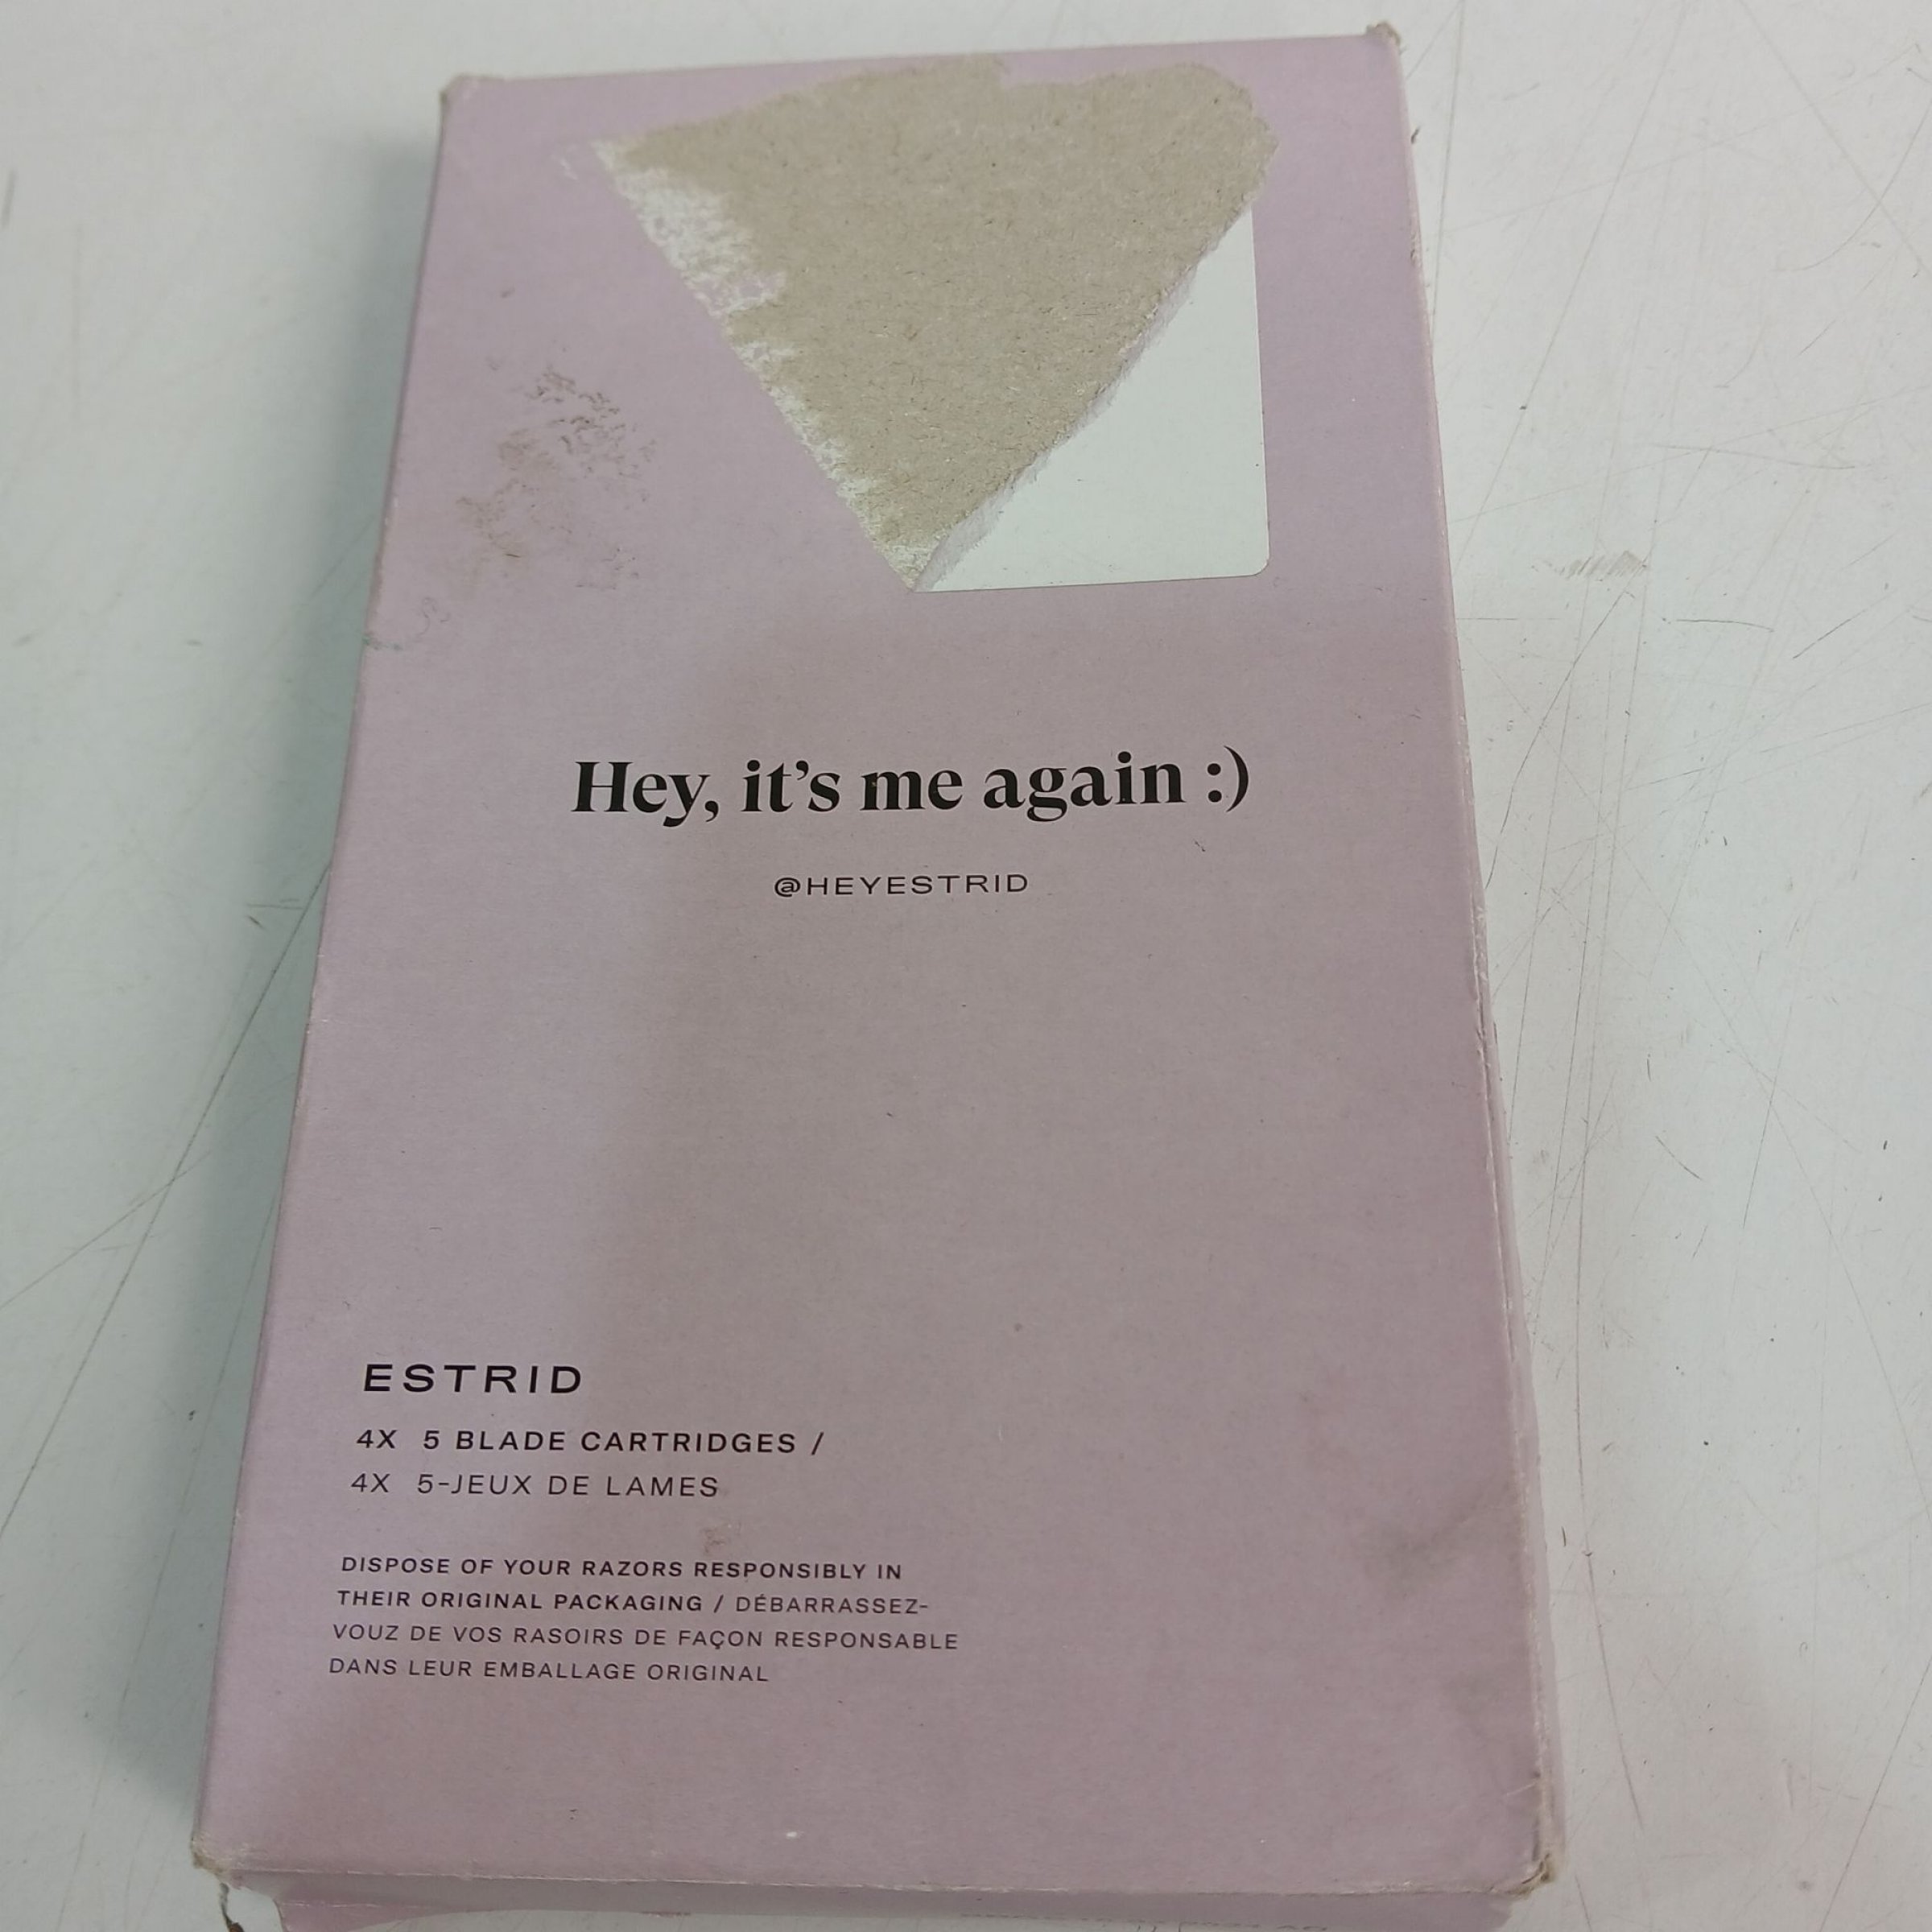 Hey, it's me again :)
@HEYESTRID
ESTRID
4X 5 BLADE CARTRIDGES /
4X 5-JEUX DE LAMES
DISPOSE OF YOUR RAZORS RESPONSIBLY IN
THEIR ORIGINAL PACKAGING / DÉBARRASSEZ-
VOUZ DE VOS RASOIRS DE FAÇON RESPONSABLE
DANS LEUR EMBALLAGE ORIGINAL